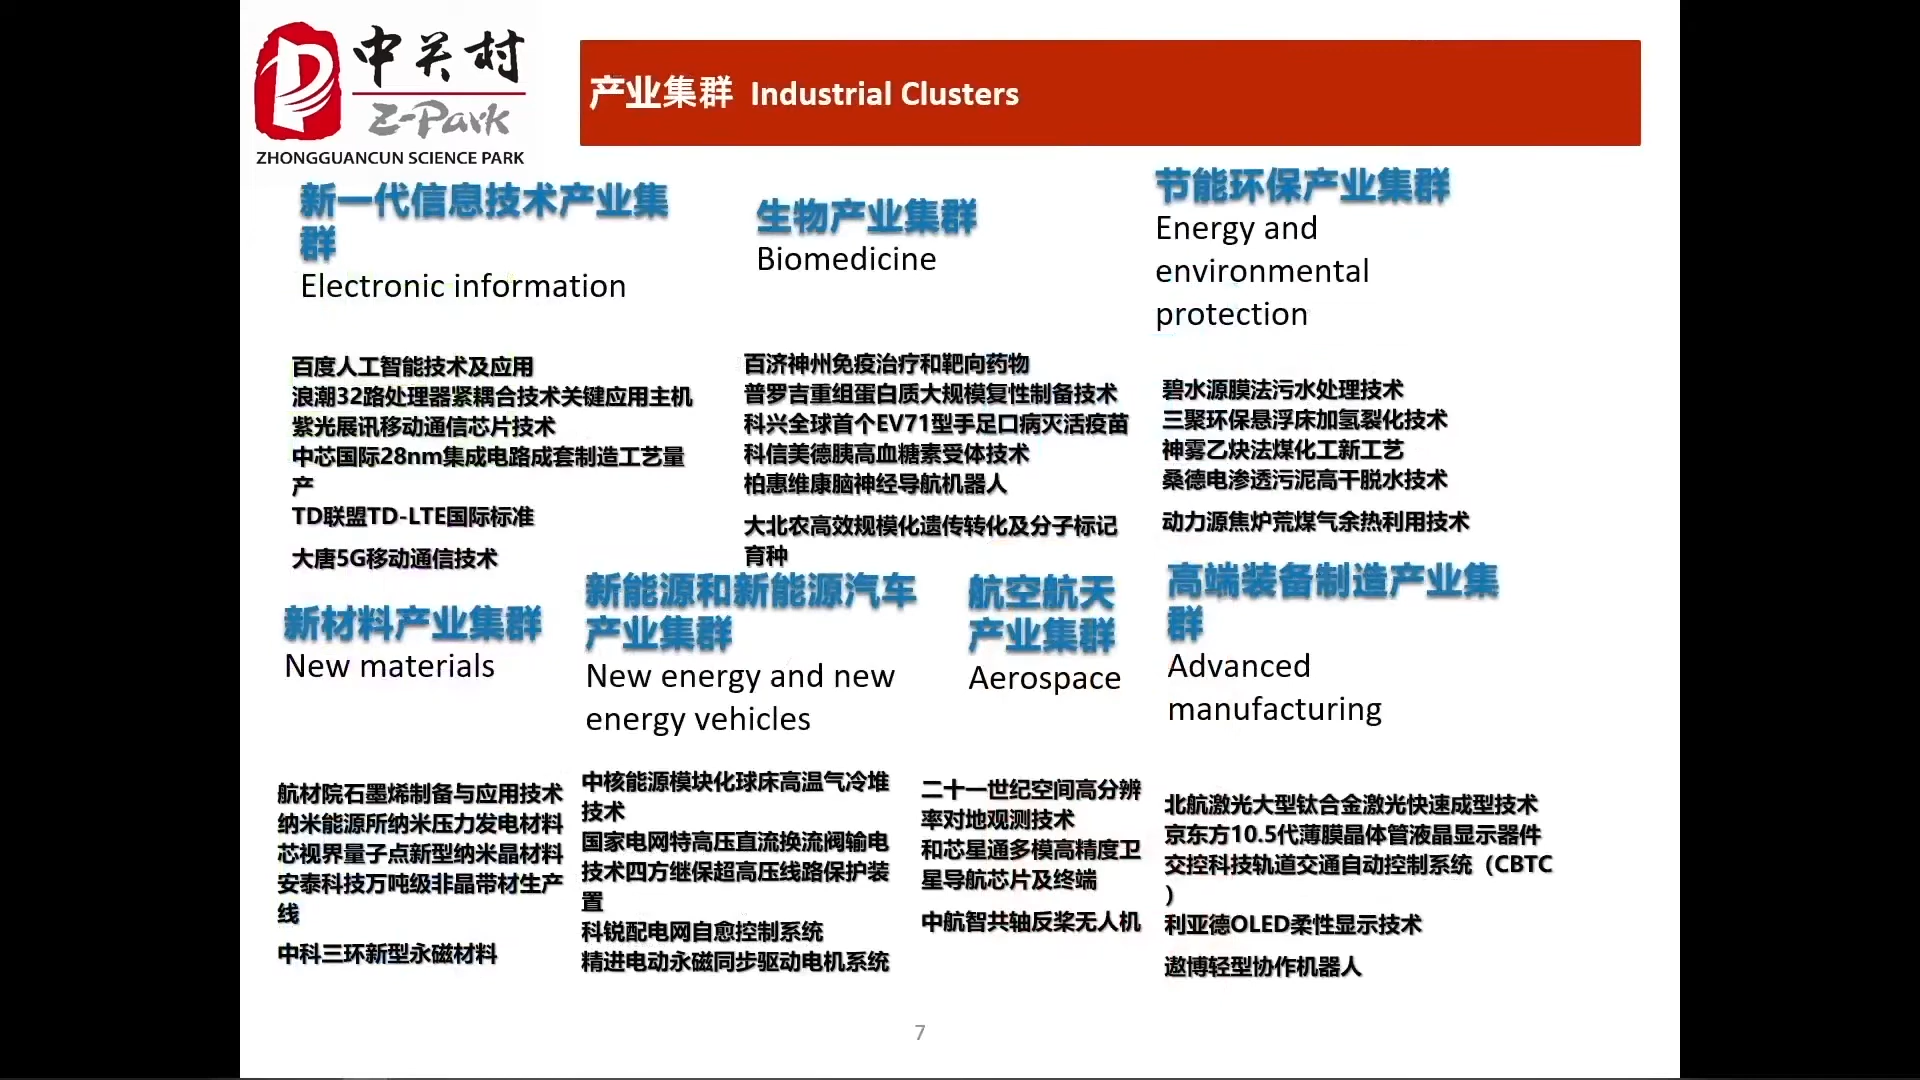 中关村
Z-Park
ZHONGGUANCUN SCIENCE PARK
产业集群 Industrial Clusters
新一代信息技术产业集
群
Electronic information
百度人工智能技术及应用
浪潮32路处理器紧耦合技术关键应用主机
紫光展讯移动通信芯片技术
中芯国际28nm集成电路成套制造工艺量
产
TD联盟TD-LTE国际标准
大唐5G移动通信技术
生物产业集群
Biomedicine
百济神州免疫治疗和靶向药物
普罗吉重组蛋白质大规模复性制备技术
科兴全球首个EV71型手足口病灭活疫苗
科信美德胰高血糖素受体技术
柏惠维康脑神经导航机器人
大北农高效规模化遗传转化及分子标记
育种
节能环保产业集群
Energy and
environmental
protection
碧水源膜法污水处理技术
三聚环保悬浮床加氢裂化技术
神雾乙炔法煤化工新工艺
桑德电渗透污泥高干脱水技术
动力源焦炉荒煤气余热利用技术
新材料产业集群
New materials
航材院石墨烯制备与应用技术
纳米能源所纳米压力发电材料
芯视界量子点新型纳米晶材料
安泰科技万吨级非晶带材生产
线
中科三环新型永磁材料
新能源和新能源汽车
产业集群
New energy and new
energy vehicles
中核能源模块化球床高温气冷堆
技术
国家电网特高压直流换流阀输电
技术四方继保超高压线路保护装
置
科锐配电网自愈控制系统
精进电动永磁同步驱动电机系统
航空航天
产业集群
Aerospace
二十一世纪空间高分辨
率对地观测技术
和芯星通多模高精度卫
星导航芯片及终端
中航智共轴反桨无人机
高端装备制造产业集
群
Advanced
manufacturing
北航激光大型钛合金激光快速成型技术
京东方10.5代薄膜晶体管液晶显示器件
交控科技轨道交通自动控制系统（CBTC
）
利亚德OLED柔性显示技术
遨博轻型协作机器人
7